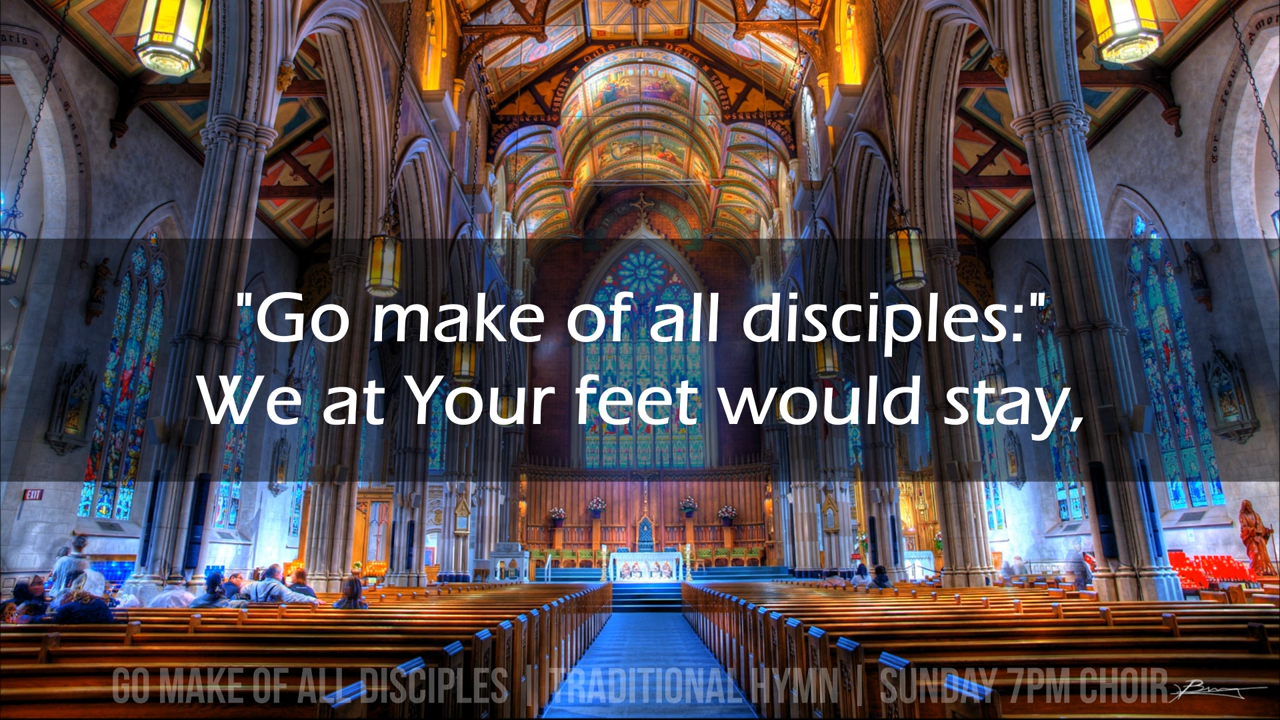 "Go make of all disciples:"
We at Your feet would stay,
EXIT
GO MAKE OF ALL DISCIPLES || TRADITIONAL HYMN | SUNDAY 7PM CHOIR